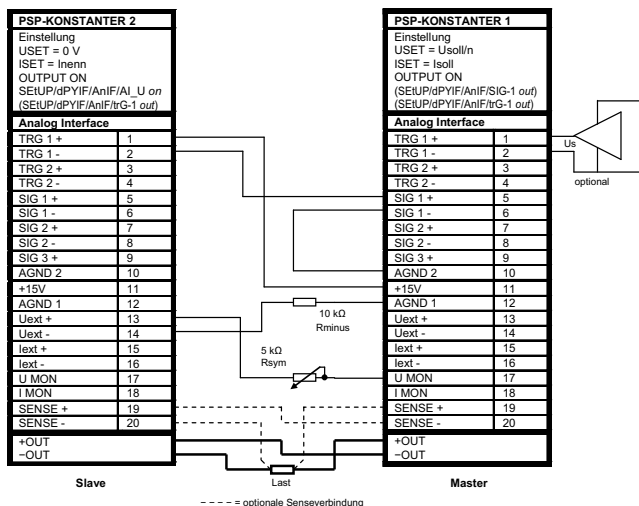 PSP-KONSTANTER 2
Einstellung
USET = 0 V
ISET = Inenn
OUTPUT ON
SEtUP/dPYIF/AnIF/AI_U on
(SEtUP/dPYIF/AnIF/trG-1 out)
Analog Interface
TRG 1 + 1
TRG 1 - 2
TRG 2 + 3
TRG 2 - 4
SIG 1 + 5
SIG 1 - 6
SIG 2 + 7
SIG 2 - 8
SIG 3 + 9
AGND 2 10
+15V 11
AGND 1 12
Uext + 13
Uext - 14
Iext + 15
Iext - 16
U MON 17
I MON 18
SENSE + 19
SENSE - 20
+OUT
−OUT
Slave
10 kΩ
Rminus
5 kΩ
Rsym
Last
PSP-KONSTANTER 1
Einstellung
USET = Usoll/n
ISET = Isoll
OUTPUT ON
(SEtUP/dPYIF/AnIF/SIG-1 out)
(SEtUP/dPYIF/AnIF/trG-1 out)
Analog Interface
TRG 1 + 1
TRG 1 - 2
TRG 2 + 3
TRG 2 - 4
SIG 1 + 5
SIG 1 - 6
SIG 2 + 7
SIG 2 - 8
SIG 3 + 9
AGND 2 10
+15V 11
AGND 1 12
Uext + 13
Uext - 14
Iext + 15
Iext - 16
U MON 17
I MON 18
SENSE + 19
SENSE - 20
+OUT
−OUT
Master
Us
optional
– – – – = optionale Senseverbindung